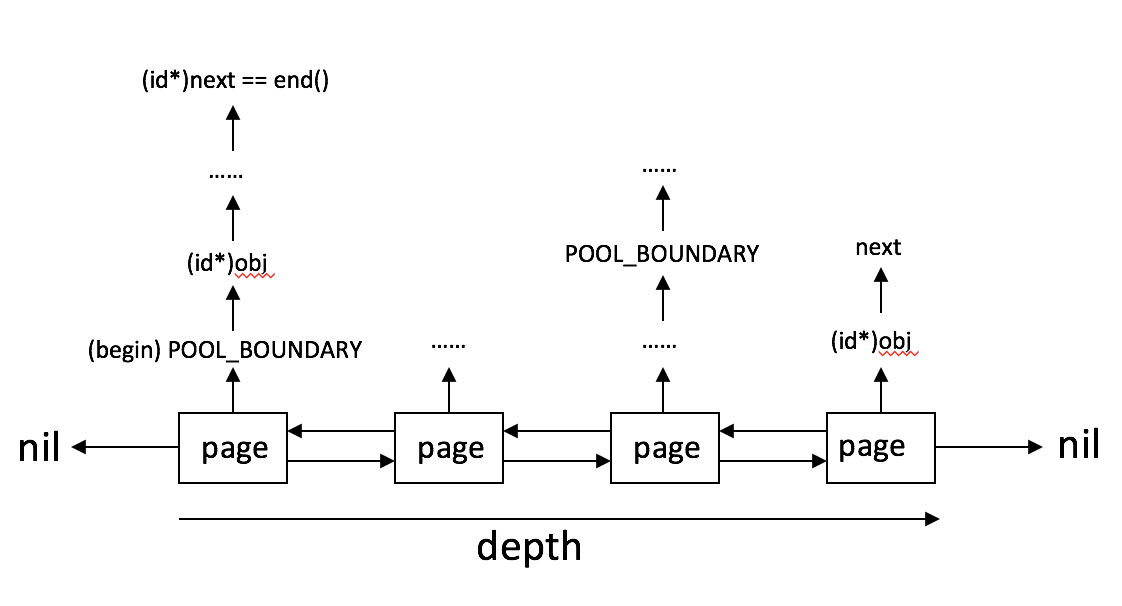 (id*)next == end()
......
......
(id*)obj
POOL_BOUNDARY
next
(begin) POOL_BOUNDARY
......
......
(id*)obj
nil
page
page
page
page
nil
depth